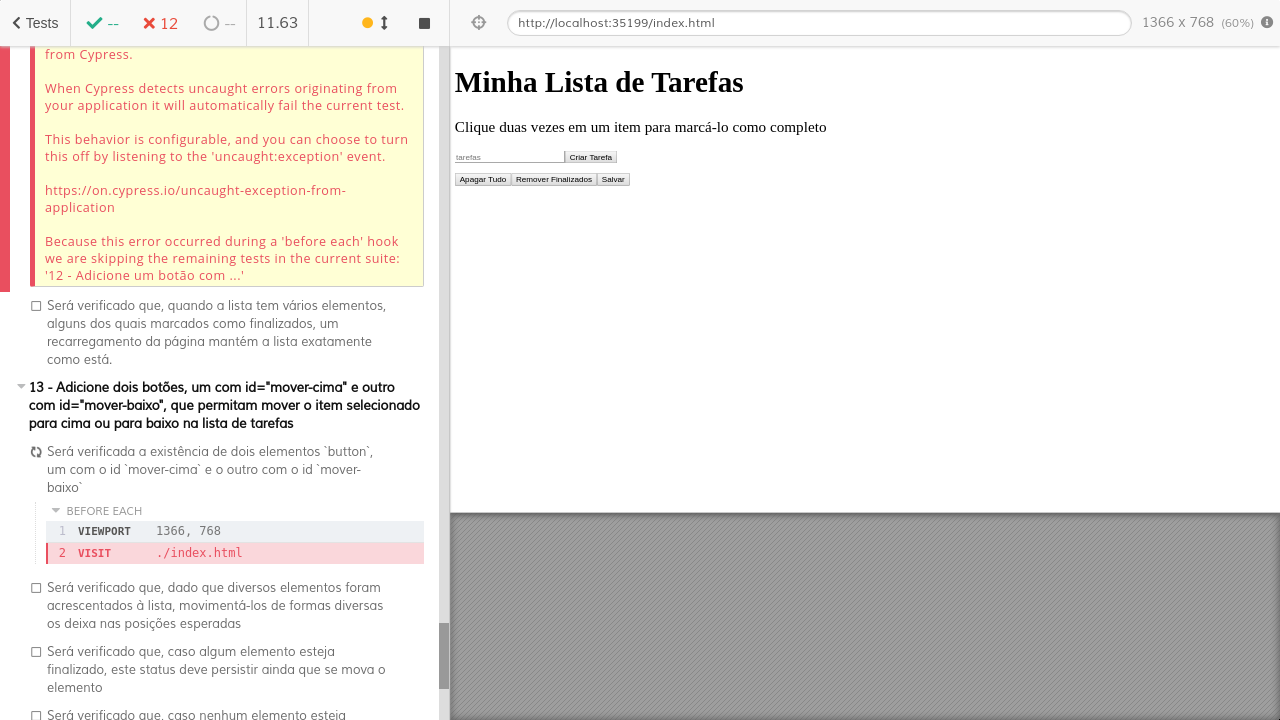 Tests
--
12
--
11.63
http://localhost:35199/index.html
1366 x 768 (60%)
from Cypress.
When Cypress detects uncaught errors originating from
your application it will automatically fail the current test.
This behavior is configurable, and you can choose to turn
this off by listening to the 'uncaught:exception' event.
https://on.cypress.io/uncaught-exception-from-
application
Because this error occurred during a 'before each' hook
we are skipping the remaining tests in the current suite:
'12 - Adicione um botão com ...'
Será verificado que, quando a lista tem vários elementos,
alguns dos quais marcados como finalizados, um
recarregamento da página mantém a lista exatamente
como está.
13 - Adicione dois botões, um com id="mover-cima" e outro
com id="mover-baixo", que permitam mover o item selecionado
para cima ou para baixo na lista de tarefas
Será verificada a existência de dois elementos `button`,
um com o id `mover-cima` e o outro com o id `mover-
baixo`
BEFORE EACH
1 VIEWPORT 1366, 768
2 VISIT ./index.html
Será verificado que, dado que diversos elementos foram
acrescentados à lista, movimentá-los de formas diversas
os deixa nas posições esperadas
Será verificado que, caso algum elemento esteja
finalizado, este status deve persistir ainda que se mova o
elemento
Será verificado que, caso nenhum elemento esteja
Minha Lista de Tarefas
Clique duas vezes em um item para marcá-lo como completo
tarefas
Criar Tarefa
Apagar Tudo
Remover Finalizados
Salvar